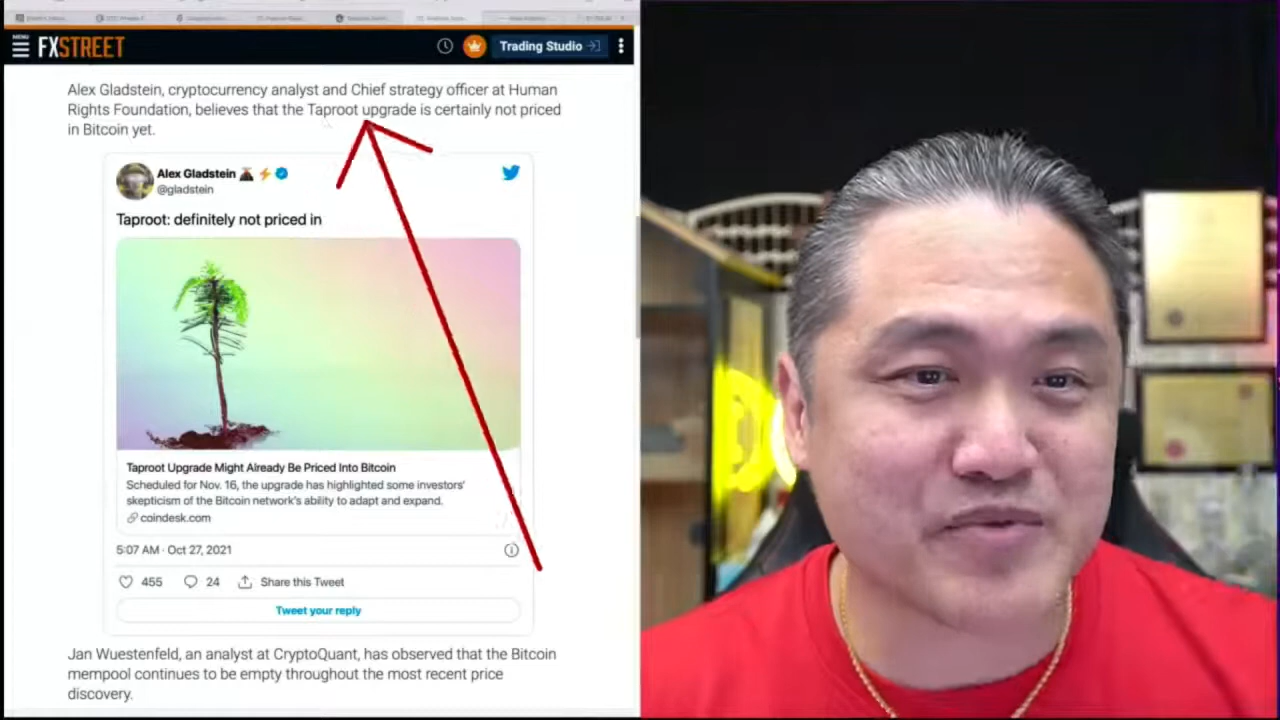 MENU
FXSTREET
Trading Studio
Alex Gladstein, cryptocurrency analyst and Chief strategy officer at Human
Rights Foundation, believes that the Taproot upgrade is certainly not priced
in Bitcoin yet.
Alex Gladstein
@gladstein
Taproot: definitely not priced in
Taproot Upgrade Might Already Be Priced Into Bitcoin
Scheduled for Nov. 16, the upgrade has highlighted some investors'
skepticism of the Bitcoin network's ability to adapt and expand.
coindesk.com
5:07 AM · Oct 27, 2021
455
24
Share this Tweet
Tweet your reply
Jan Wuestenfeld, an analyst at CryptoQuant, has observed that the Bitcoin
mempool continues to be empty throughout the most recent price
discovery.